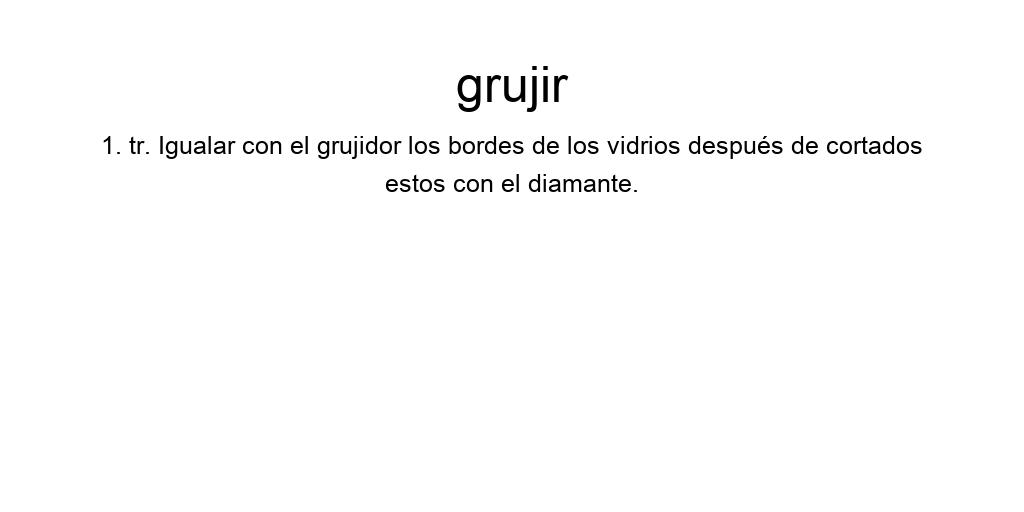 grujir
1. tr. Igualar con el grujidor los bordes de los vidrios después de cortados
estos con el diamante.